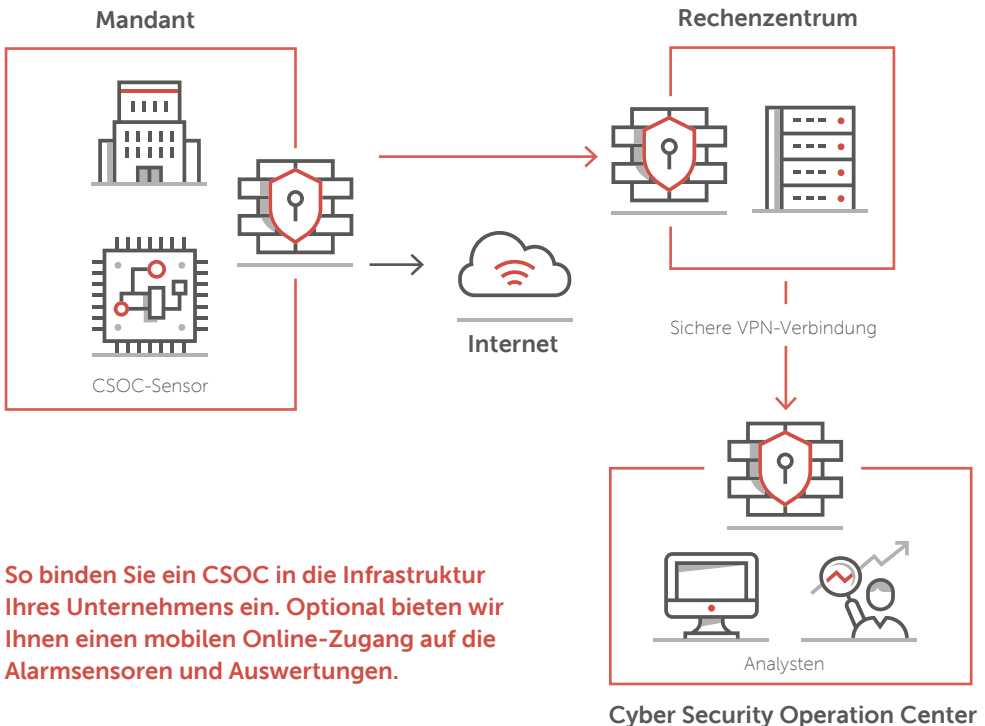 Mandant
Rechenzentrum
CSOC-Sensor
Internet
Sichere VPN-Verbindung
So binden Sie ein CSOC in die Infrastruktur
Ihres Unternehmens ein. Optional bieten wir
Ihnen einen mobilen Online-Zugang auf die
Alarmsensoren und Auswertungen.
Analysten
Cyber Security Operation Center